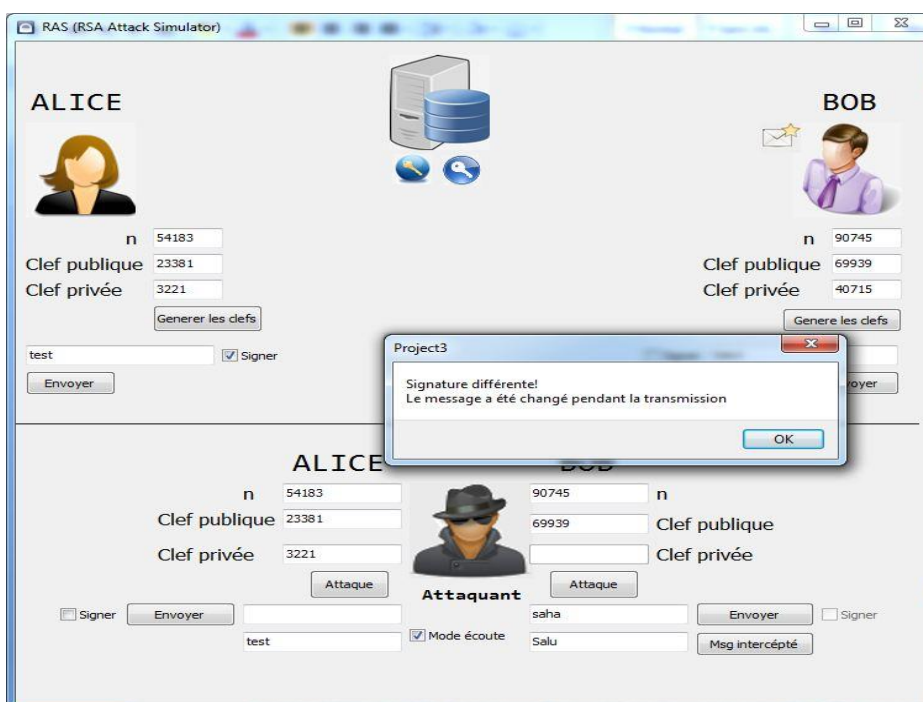 RAS (RSA Attack Simulator)
ALICE
BOB
n 54183
n 90745
Clef publique 23381
Clef publique 69939
Clef privée 3221
Clef privée 40715
Generer les clefs
Genere les clefs
test
Signer
Envoyer
Project3
Signature différente!
Le message a été changé pendant la transmission
OK
ALICE
BOB
n 54183
90745 n
Clef publique 23381
69939 Clef publique
Clef privée 3221
Clef privée
Attaque
Attaque
Attaquant
Signer
Envoyer
saha
Envoyer
Signer
test
Mode écoute
Salu
Msg intercépté